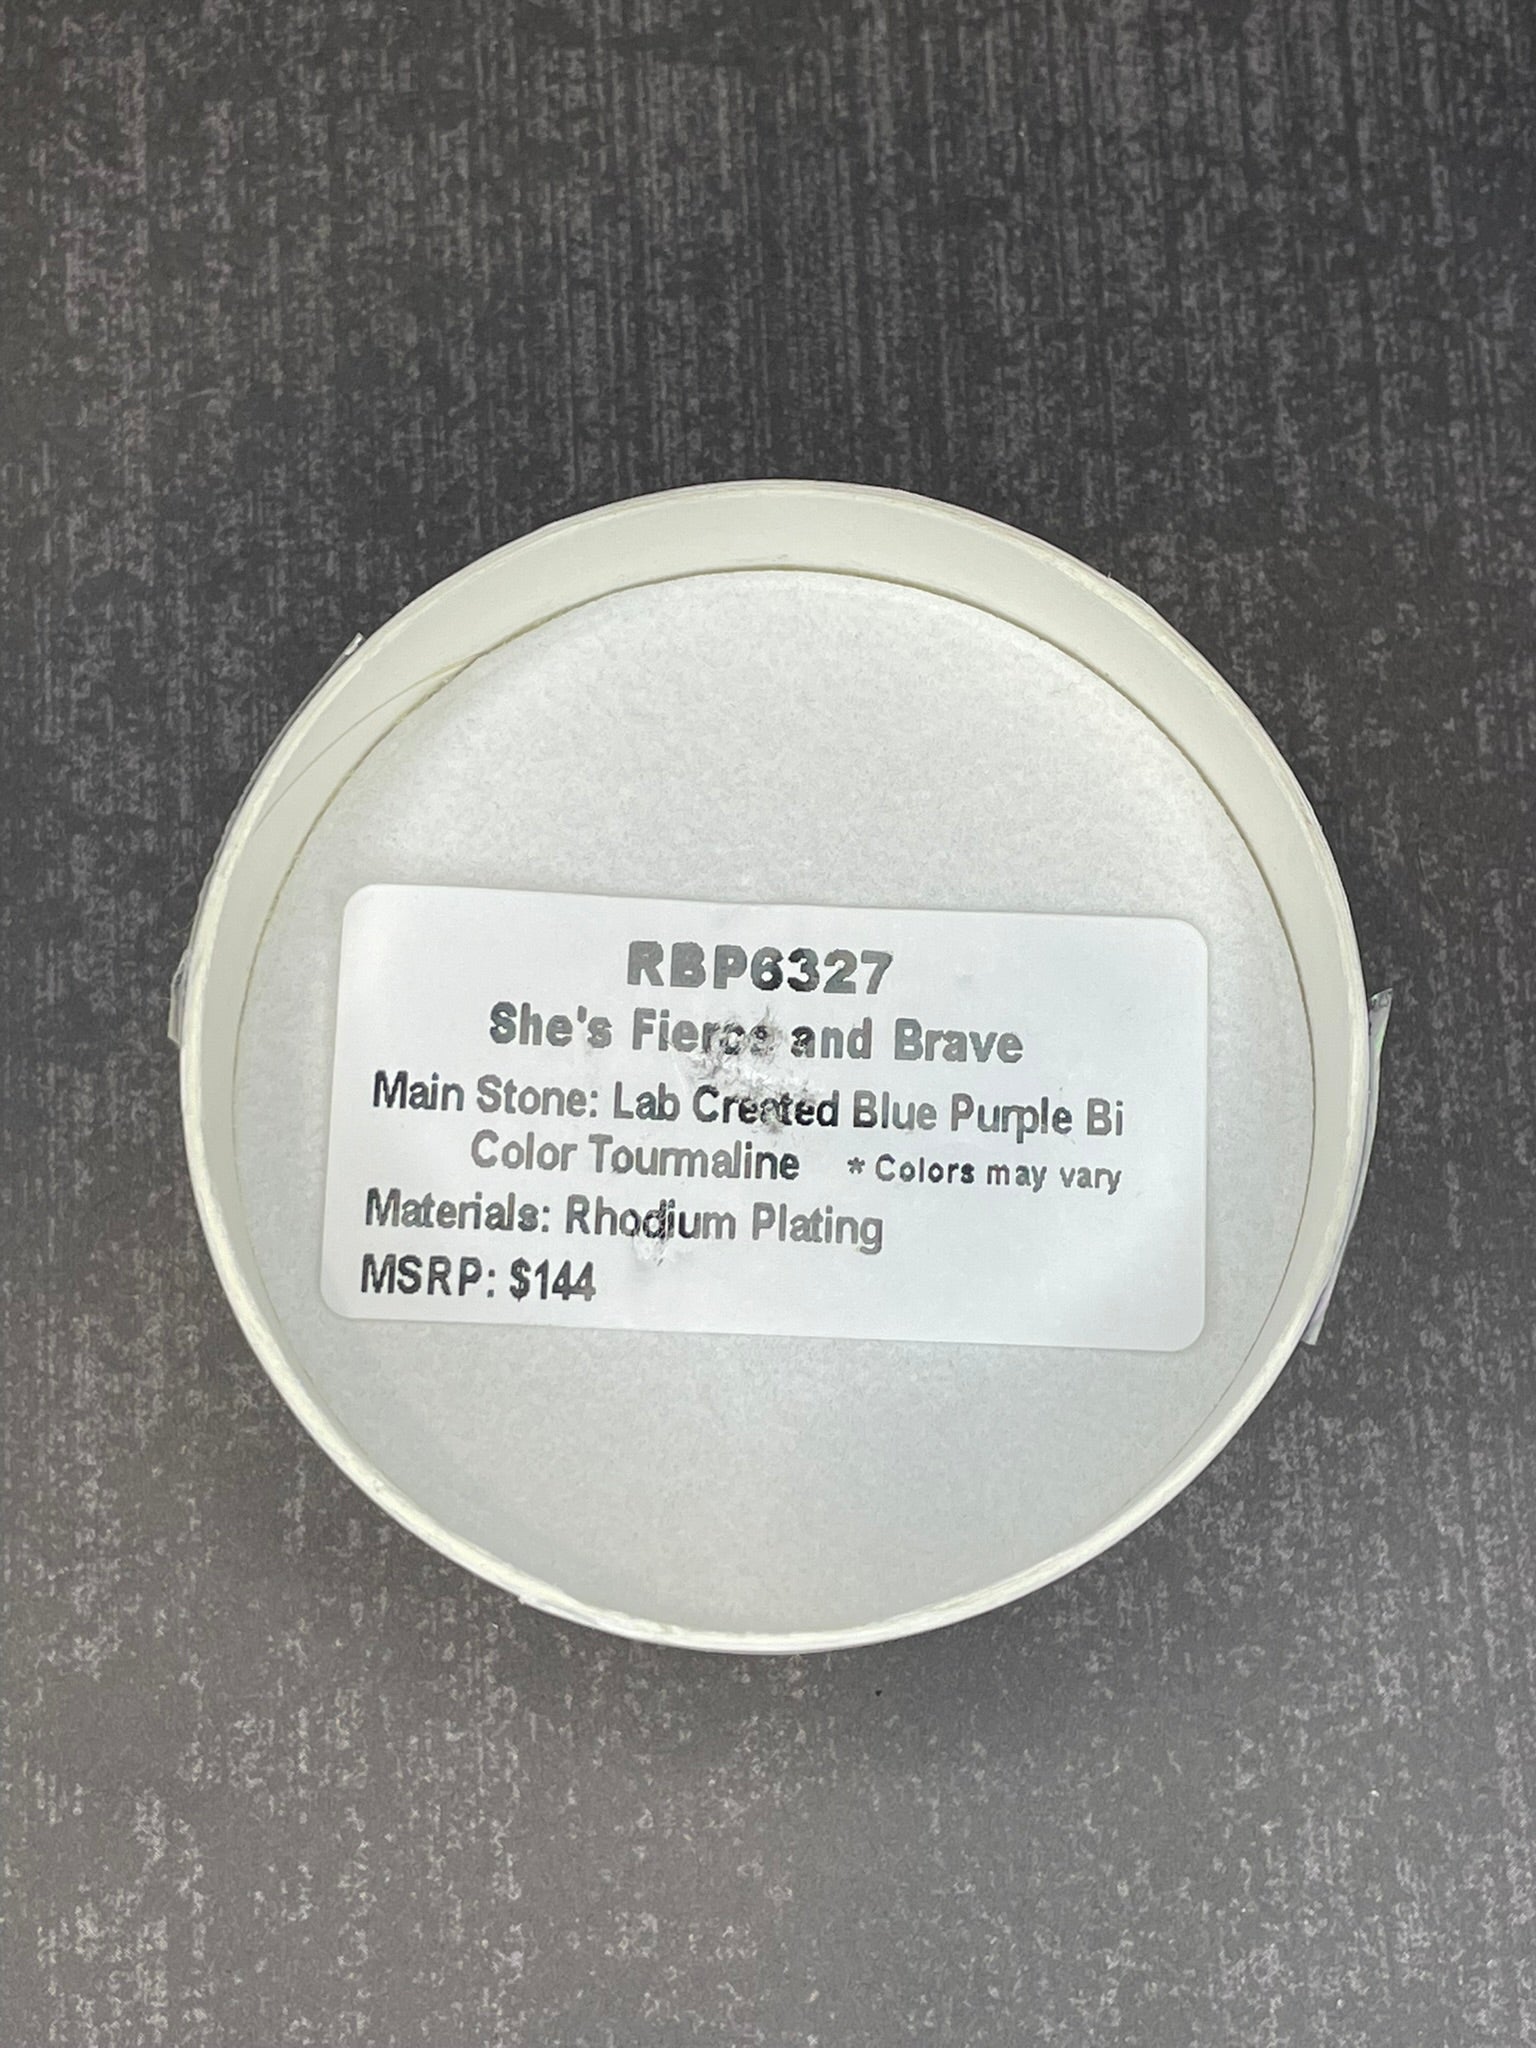 RBP6327
She's Fierce and Brave
Main Stone: Lab Created Blue Purple Bi
Color Tourmaline * Colors may vary
Materials: Rhodium Plating
MSRP: $144